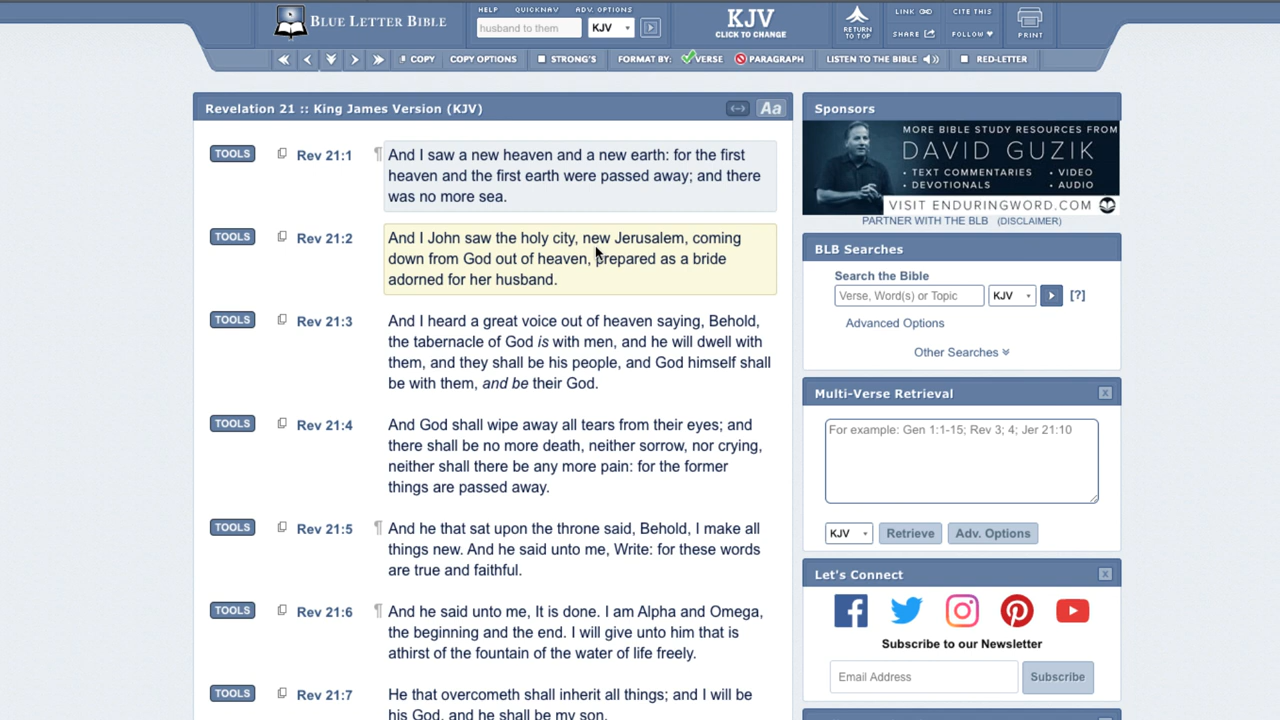 BLUE LETTER BIBLE
HELP QUICKNAV ADV. OPTIONS
husband to them KJV
KJV
CLICK TO CHANGE
RETURN
TO TOP
LINK CITE THIS
SHARE FOLLOW
PRINT
COPY COPY OPTIONS STRONG'S FORMAT BY: VERSE PARAGRAPH LISTEN TO THE BIBLE RED-LETTER
Revelation 21 :: King James Version (KJV) Aa
TOOLS Rev 21:1 ¶ And I saw a new heaven and a new earth: for the first
heaven and the first earth were passed away; and there
was no more sea.
TOOLS Rev 21:2 And I John saw the holy city, new Jerusalem, coming
down from God out of heaven, prepared as a bride
adorned for her husband.
TOOLS Rev 21:3 And I heard a great voice out of heaven saying, Behold,
the tabernacle of God is with men, and he will dwell with
them, and they shall be his people, and God himself shall
be with them, and be their God.
TOOLS Rev 21:4 And God shall wipe away all tears from their eyes; and
there shall be no more death, neither sorrow, nor crying,
neither shall there be any more pain: for the former
things are passed away.
TOOLS Rev 21:5 ¶ And he that sat upon the throne said, Behold, I make all
things new. And he said unto me, Write: for these words
are true and faithful.
TOOLS Rev 21:6 ¶ And he said unto me, It is done. I am Alpha and Omega,
the beginning and the end. I will give unto him that is
athirst of the fountain of the water of life freely.
TOOLS Rev 21:7 He that overcometh shall inherit all things; and I will be
his God, and he shall be my son.
Sponsors
MORE BIBLE STUDY RESOURCES FROM
DAVID GUZIK
• TEXT COMMENTARIES • VIDEO
• DEVOTIONALS • AUDIO
VISIT ENDURINGWORD.COM
PARTNER WITH THE BLB (DISCLAIMER)
BLB Searches
Search the Bible
Verse, Word(s) or Topic KJV [?]
Advanced Options
Other Searches
Multi-Verse Retrieval x
For example: Gen 1:1-15; Rev 3; 4; Jer 21:10
KJV Retrieve Adv. Options
Let's Connect x
Subscribe to our Newsletter
Email Address Subscribe